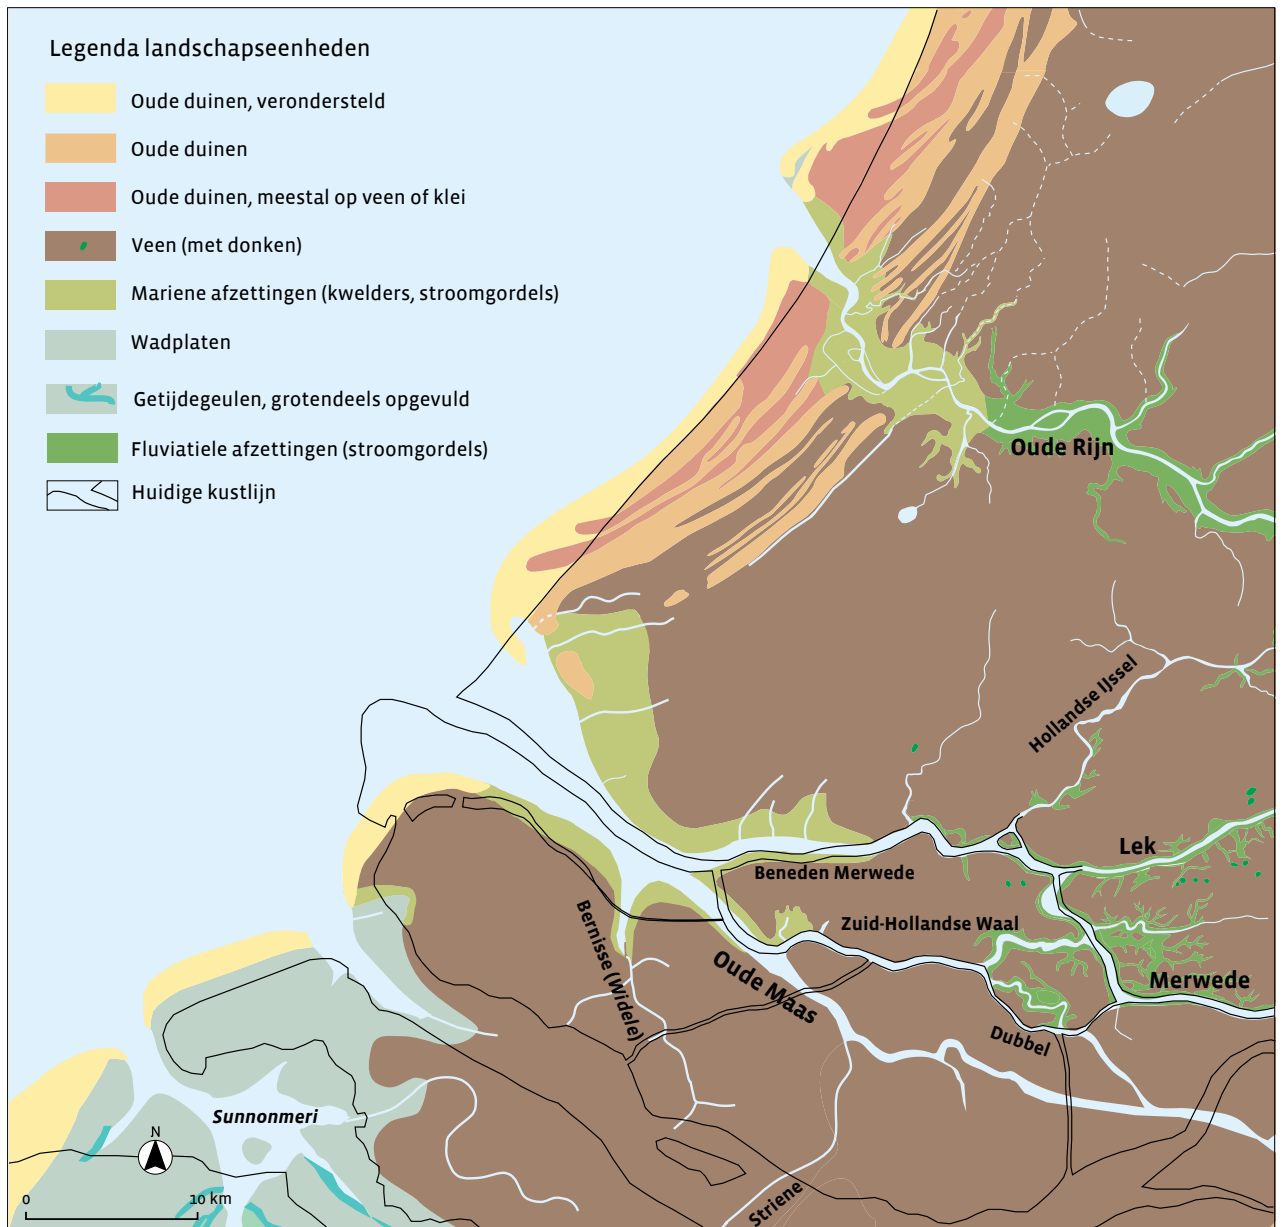 Legenda landschapseenheden
Oude duinen, verondersteld
Oude duinen
Oude duinen, meestal op veen of klei
Veen (met donken)
Mariene afzettingen (kwelders, stroomgordels)
Wadplaten
Getijdegeulen, grotendeels opgevuld
Fluviatiele afzettingen (stroomgordels)
Huidige kustlijn
Oude Rijn
Hollandse IJssel
Lek
Beneden Merwede
Zuid-Hollandse Waal
Merwede
Bernisse (Widele)
Oude Maas
Dubbel
Sunnonmeri
N
0 10 km
Striene